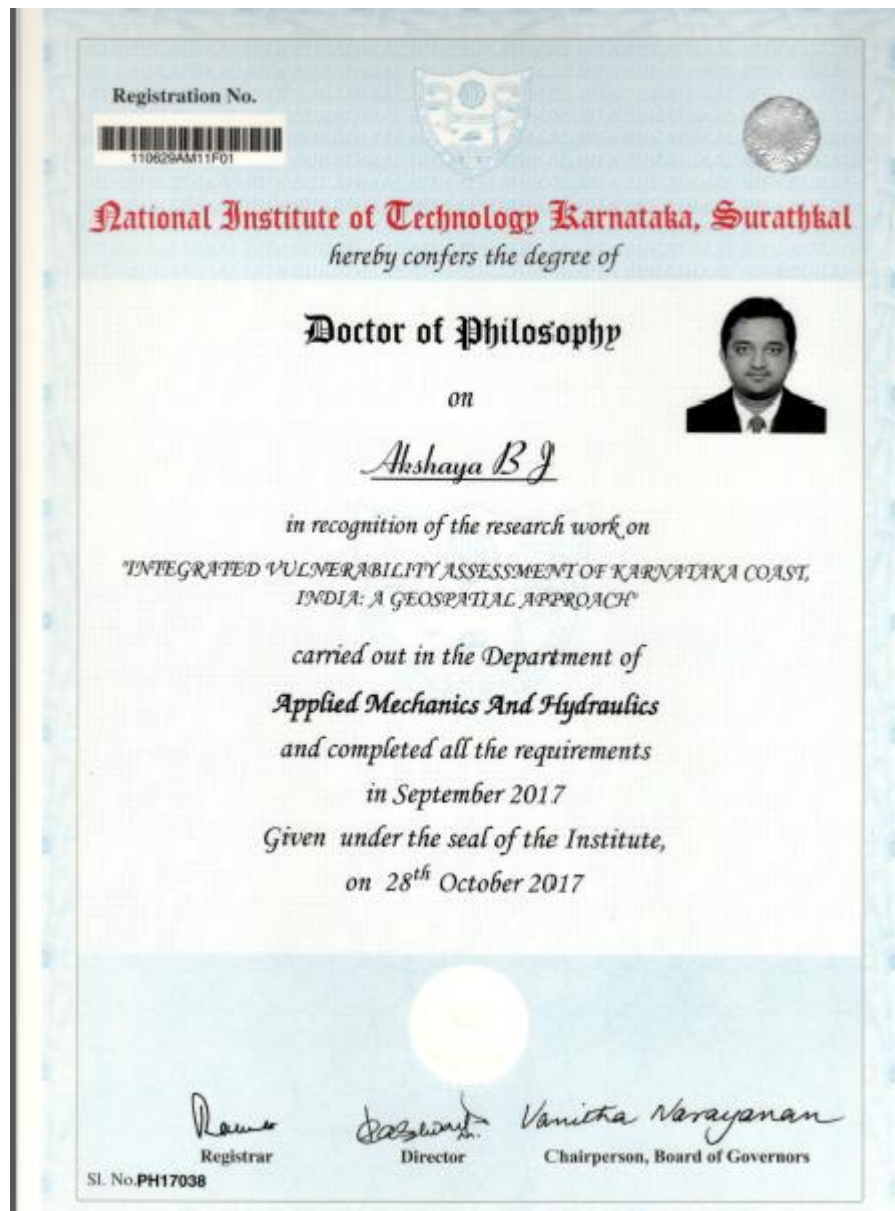 Registration No.
110629AM11F01
National Institute of Technology Karnataka, Surathkal
hereby confers the degree of
Doctor of Philosophy
on
Akshaya B J
in recognition of the research work on
"INTEGRATED VULNERABILITY ASSESSMENT OF KARNATAKA COAST,
INDIA: A GEOSPATIAL APPROACH"
carried out in the Department of
Applied Mechanics And Hydraulics
and completed all the requirements
in September 2017
Given under the seal of the Institute,
on 28th October 2017
Vanitha Narayanan
Registrar Director Chairperson, Board of Governors
Sl. No.PH17038